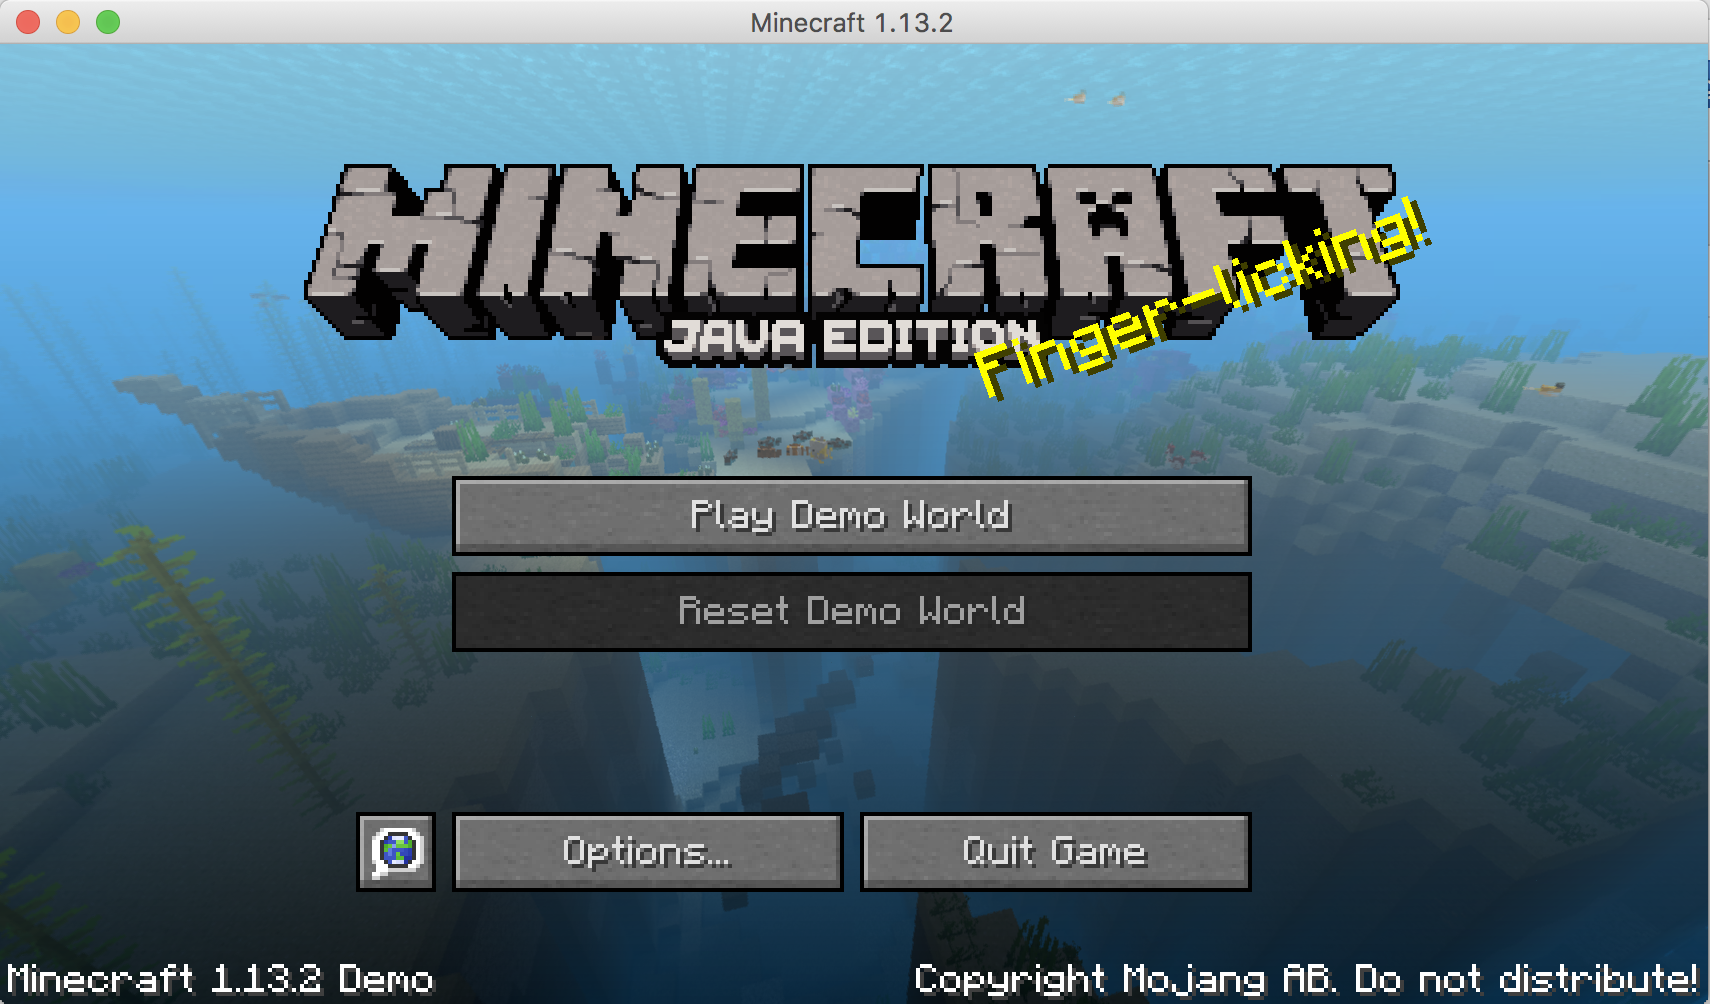 Minecraft 1.13.2
MINECRAFT
JAVA EDITION
Finger-licking!
Play Demo World
Reset Demo World
Options...
Quit Game
Minecraft 1.13.2 Demo
Copyright Mojang AB. Do not distribute!